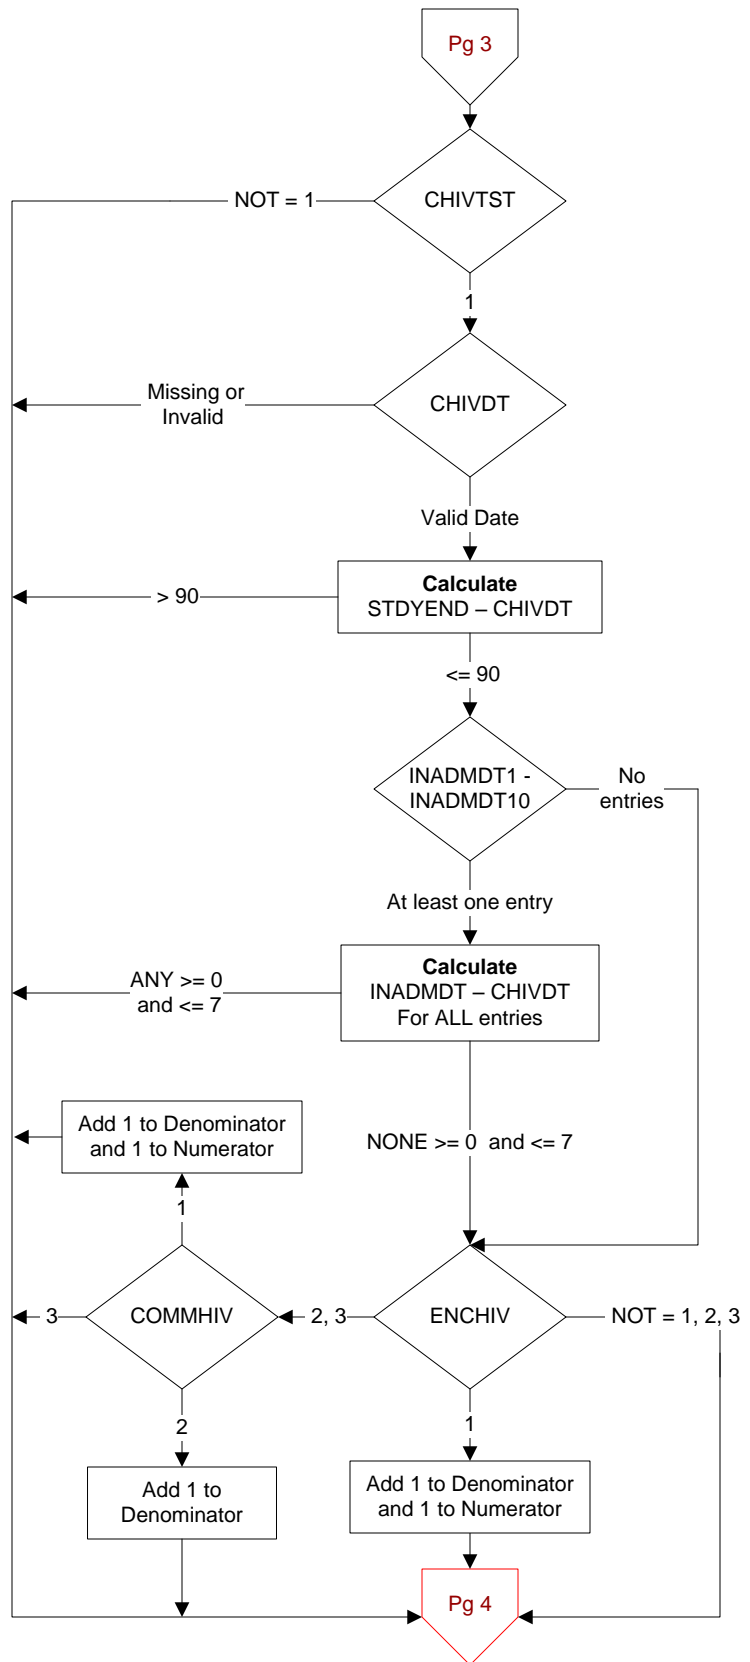 Pg 3
CHIVTST
NOT = 1
1
CHIVDT
Missing or
Invalid
Valid Date
Calculate
STDYEND – CHIVDT
> 90
<= 90
INADMDT1 -
INADMDT10
No
entries
At least one entry
Calculate
INADMDT – CHIVDT
For ALL entries
ANY >= 0
and <= 7
Add 1 to Denominator
and 1 to Numerator
NONE >= 0 and <= 7
1
3
COMMHIV
2, 3
ENCHIV
NOT = 1, 2, 3
2
1
Add 1 to
Denominator
Add 1 to Denominator
and 1 to Numerator
Pg 4